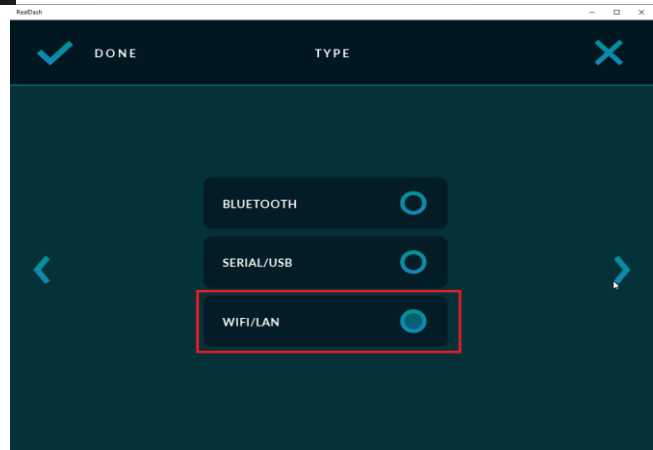 RealDash
DONE
TYPE
BLUETOOTH
SERIAL/USB
WIFI/LAN